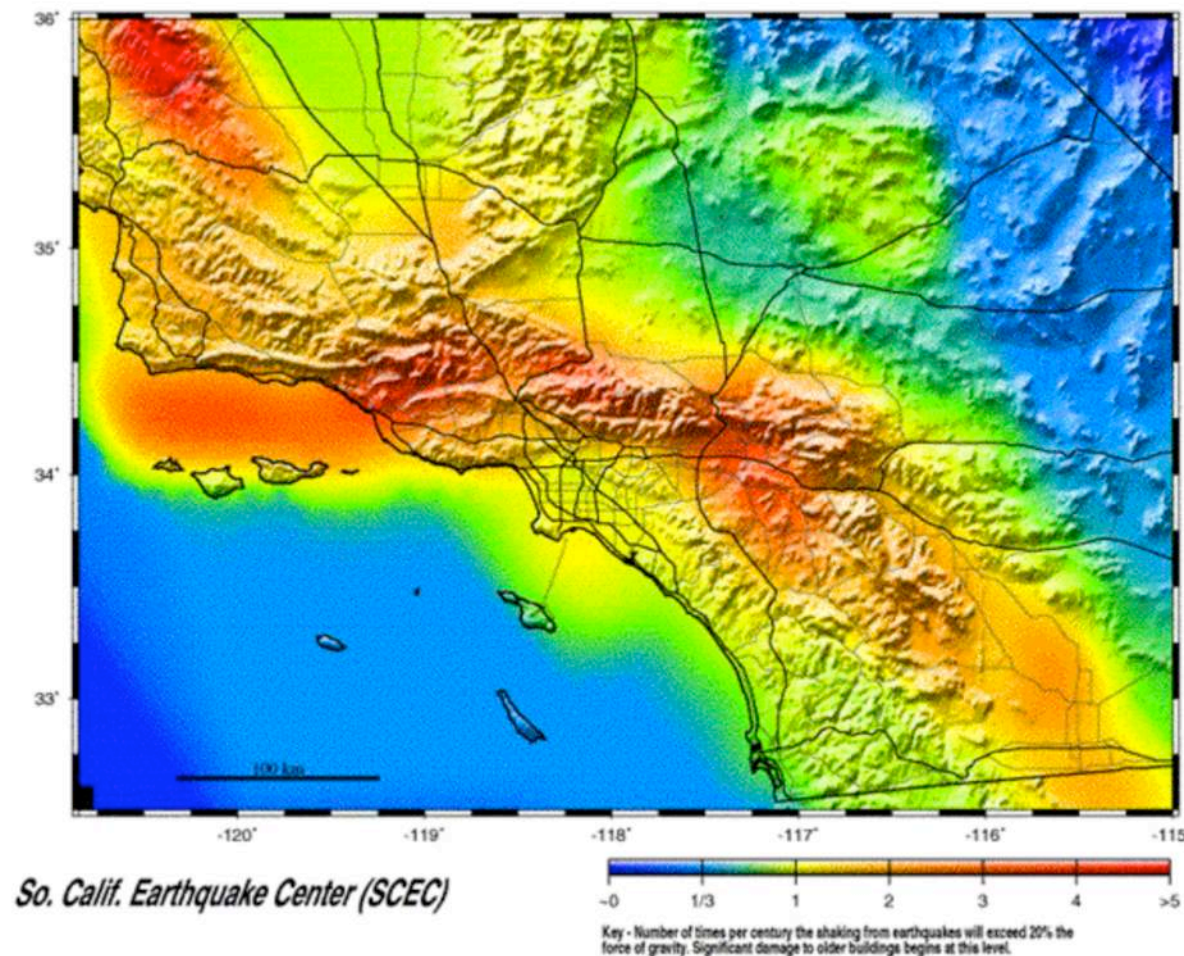 36°
35°
34°
33°
100 km
-120° -119° -118° -117° -116° -115
So. Calif. Earthquake Center (SCEC)
~0 1/3 1 2 3 4 >5
Key - Number of times per century the shaking from earthquakes will exceed 20% the
force of gravity. Significant damage to older buildings begins at this level.